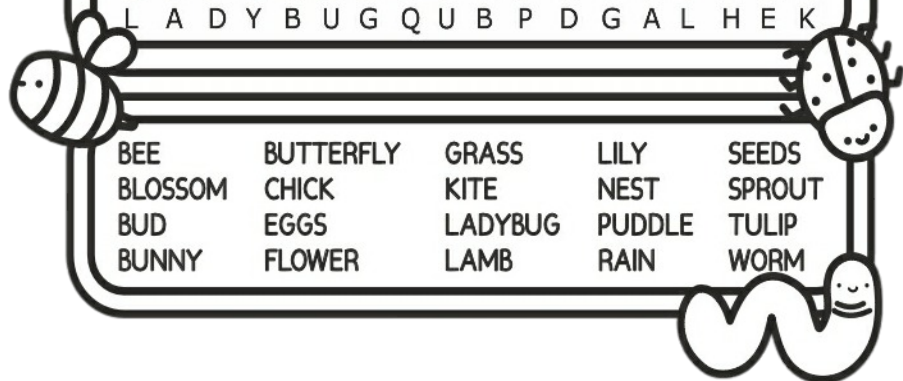 L A D Y B U G Q U B P D G A L H E K
BEE BUTTERFLY GRASS LILY SEEDS
BLOSSOM CHICK KITE NEST SPROUT
BUD EGGS LADYBUG PUDDLE TULIP
BUNNY FLOWER LAMB RAIN WORM